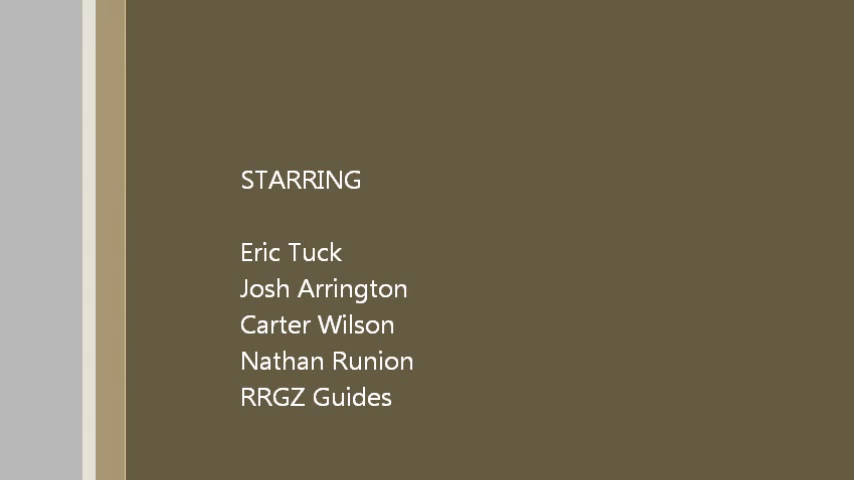 STARRING
Eric Tuck
Josh Arrington
Carter Wilson
Nathan Runion
RRGZ Guides